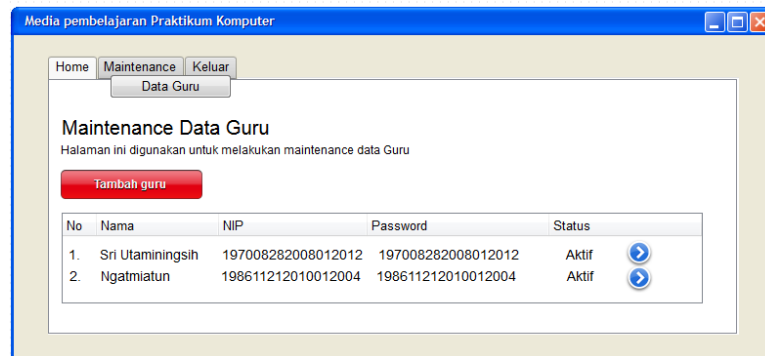 Media pembelajaran Praktikum Komputer
Home Maintenance Keluar
Data Guru
Maintenance Data Guru
Halaman ini digunakan untuk melakukan maintenance data Guru
Tambah guru
No Nama NIP Password Status
1. Sri Utaminingsih 197008282008012012 197008282008012012 Aktif
2. Ngatmiatun 198611212010012004 198611212010012004 Aktif